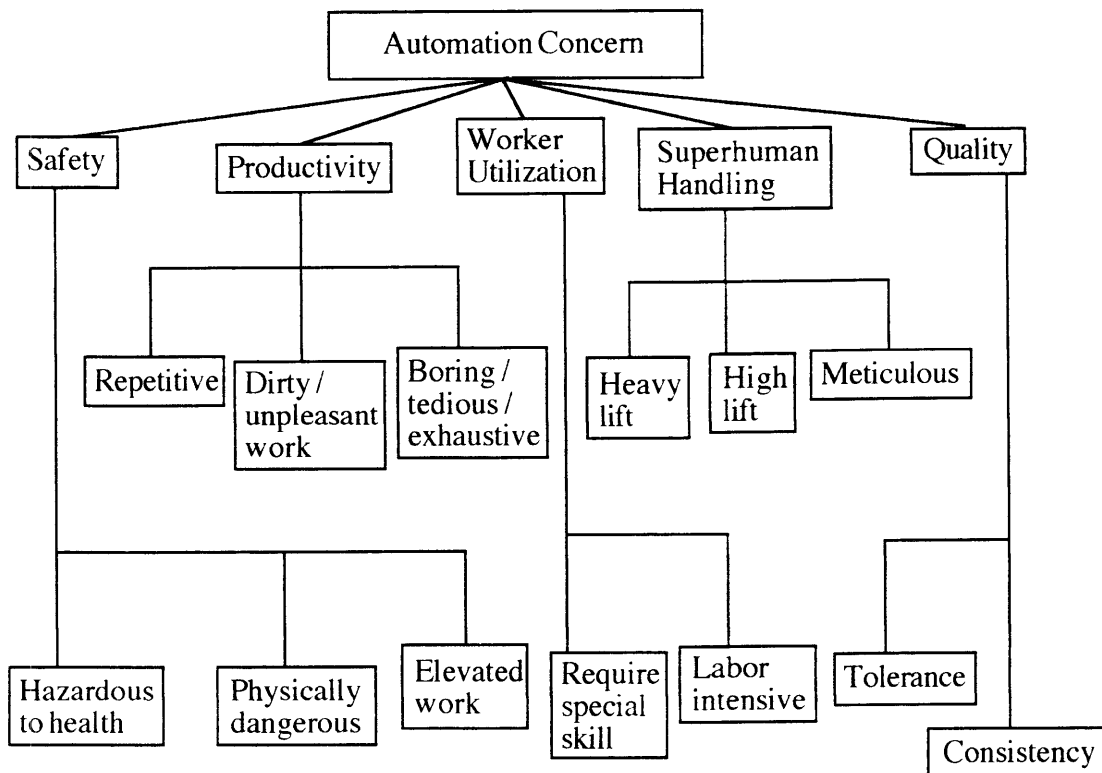 Automation Concern
Safety
Productivity
Worker
Utilization
Superhuman
Handling
Quality
Repetitive
Dirty /
unpleasant
work
Boring /
tedious /
exhaustive
Heavy
lift
High
lift
Meticulous
Hazardous
to health
Physically
dangerous
Elevated
work
Require
special
skill
Labor
intensive
Tolerance
Consistency